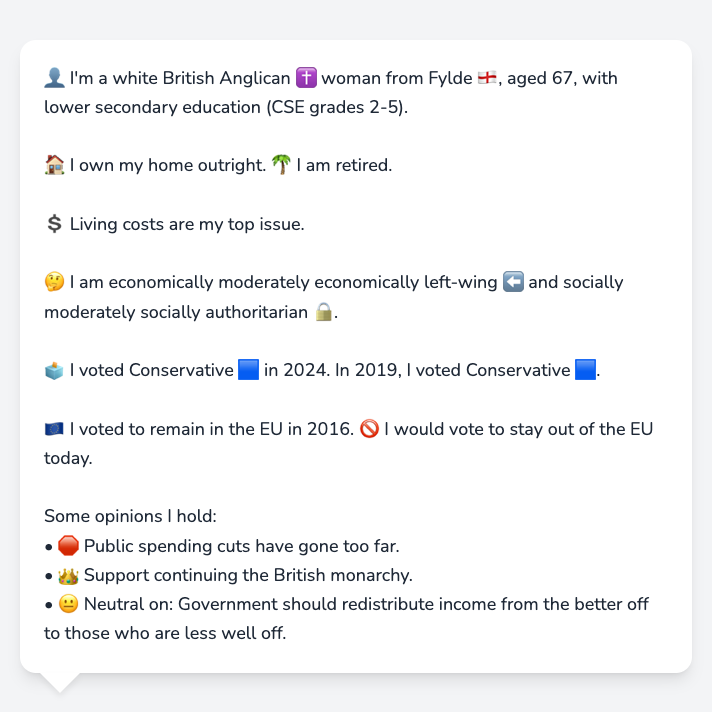 👤 I'm a white British Anglican ✝️ woman from Fylde 🏴󠁧󠁢󠁥󠁮󠁧󠁿, aged 67, with
lower secondary education (CSE grades 2-5).
🏠 I own my home outright. 🌴 I am retired.
💲 Living costs are my top issue.
🤔 I am economically moderately economically left-wing ⬅️ and socially
moderately socially authoritarian 🔒.
🗳️ I voted Conservative 🟦 in 2024. In 2019, I voted Conservative 🟦.
🇪🇺 I voted to remain in the EU in 2016. 🚫 I would vote to stay out of the EU
today.
Some opinions I hold:
• 🛑 Public spending cuts have gone too far.
• 👑 Support continuing the British monarchy.
• 😐 Neutral on: Government should redistribute income from the better off
to those who are less well off.